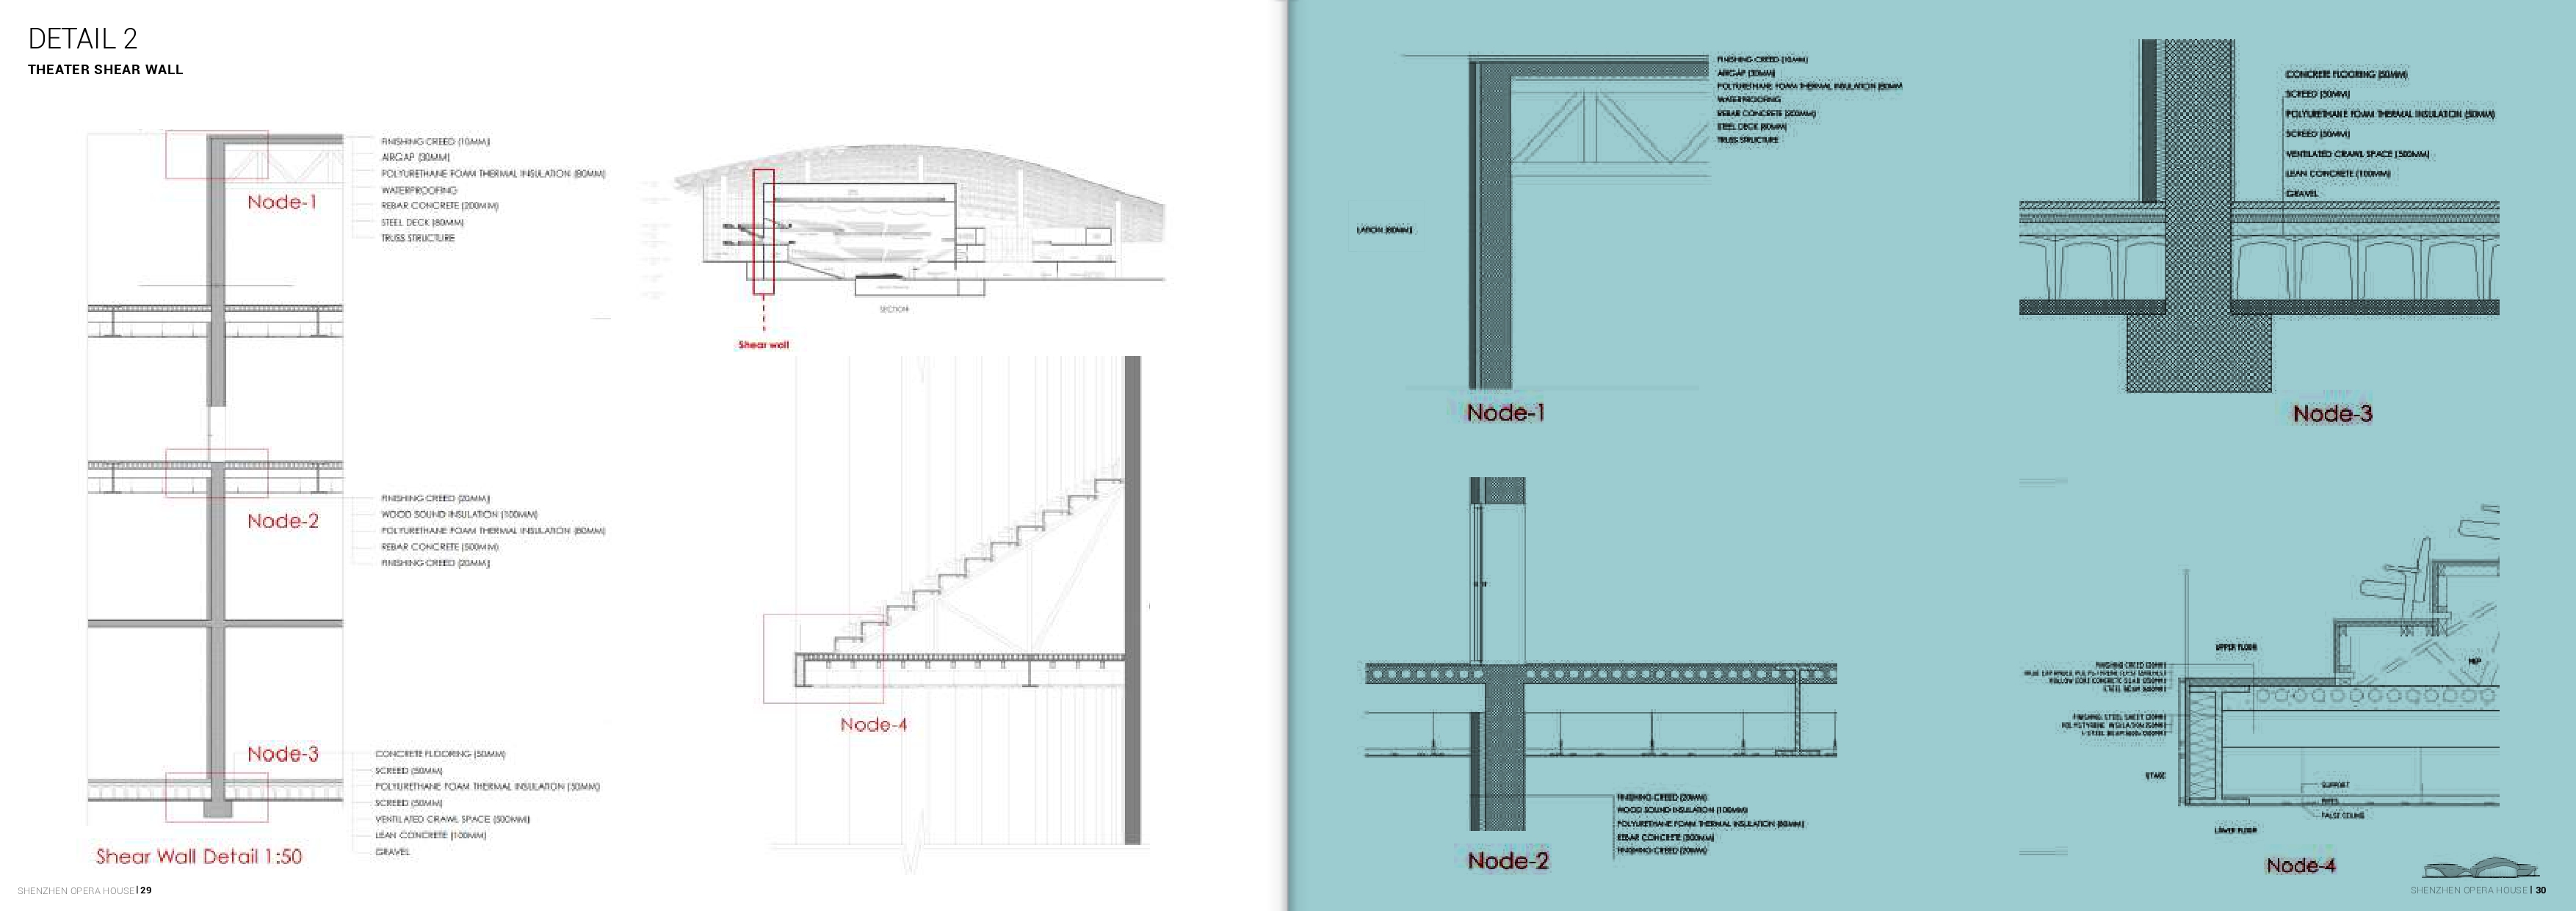 DETAIL 2
THEATER SHEAR WALL
FINISHING CREED (10MM)
AIRGAP (30MM)
POLYURETHANE FOAM THERMAL INSULATION (80MM)
WATERPROOFING
REBAR CONCRETE (200MM)
STEEL DECK (80MM)
TRUSS STRUCTURE
Node-1
SECTION
Shear wall
FINISHING CREED (20MM)
WOOD SOUND INSULATION (100MM)
POLYURETHANE FOAM THERMAL INSULATION (80MM)
REBAR CONCRETE (500MM)
FINISHING CREED (20MM)
Node-2
Node-4
Node-3
CONCRETE FLOORING (50MM)
SCREED (50MM)
POLYURETHANE FOAM THERMAL INSULATION (50MM)
SCREED (50MM)
VENTILATED CRAWL SPACE (500MM)
LEAN CONCRETE (100MM)
GRAVEL
Shear Wall Detail 1:50
SHENZHEN OPERA HOUSE | 29
FINISHING CREED (10MM)
AIRGAP (30MM)
POLYURETHANE FOAM THERMAL INSULATION (80MM
WATERPROOFING
REBAR CONCRETE (200MM)
STEEL DECK (80MM)
TRUSS STRUCTURE
LATION (80MM)
Node-1
CONCRETE FLOORING (50MM)
SCREED (50MM)
POLYURETHANE FOAM THERMAL INSULATION (50MM)
SCREED (50MM)
VENTILATED CRAWL SPACE (500MM)
LEAN CONCRETE (100MM)
GRAVEL
Node-3
FINISHING CREED (20MM)
WOOD SOUND INSULATION (100MM)
POLYURETHANE FOAM THERMAL INSULATION (80MM)
REBAR CONCRETE (500MM)
FINISHING CREED (20MM)
Node-2
UPPER FLOOR
MEP
FINISHING CREED
HOLLOW CORE CONCRETE SLAB
STEEL BEAM
FINISHING STEEL SHEET
POLYSTYRENE INSULATION
STEEL BEAM
STAGE
SUPPORT
PIPES
FALSE CEILING
LOWER FLOOR
Node-4
SHENZHEN OPERA HOUSE | 30